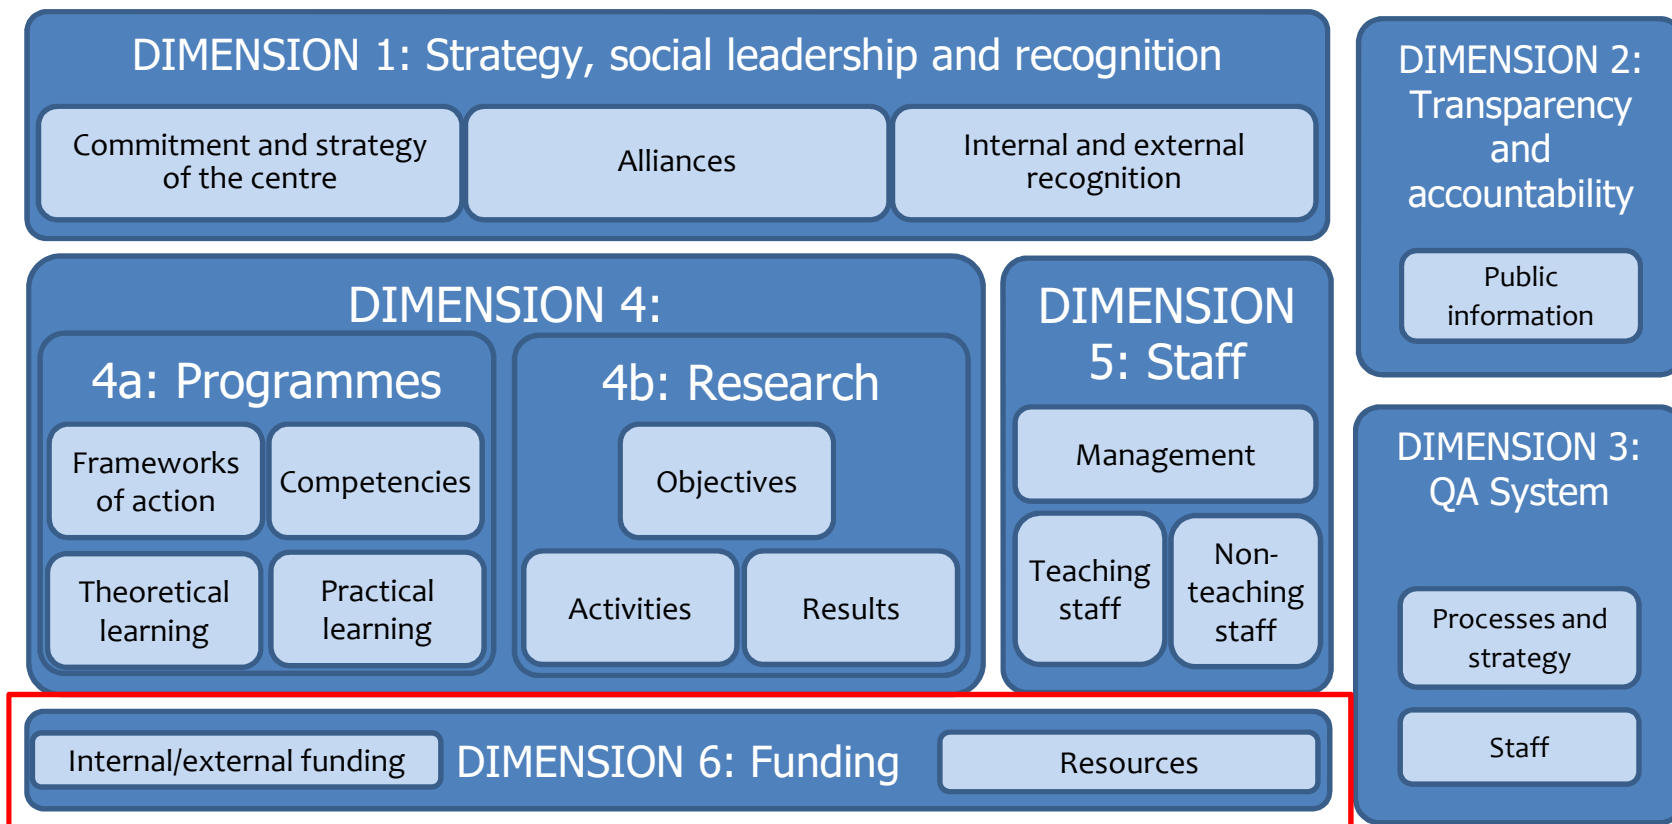 DIMENSION 1: Strategy, social leadership and recognition
Commitment and strategy
of the centre
Alliances
Internal and external
recognition
DIMENSION 2:
Transparency
and
accountability
Public
information
DIMENSION 4:
4a: Programmes
Frameworks
of action
Competencies
Theoretical
learning
Practical
learning
4b: Research
Objectives
Activities
Results
DIMENSION
5: Staff
Management
Teaching
staff
Non-
teaching
staff
DIMENSION 3:
QA System
Processes and
strategy
Staff
Internal/external funding
DIMENSION 6: Funding
Resources